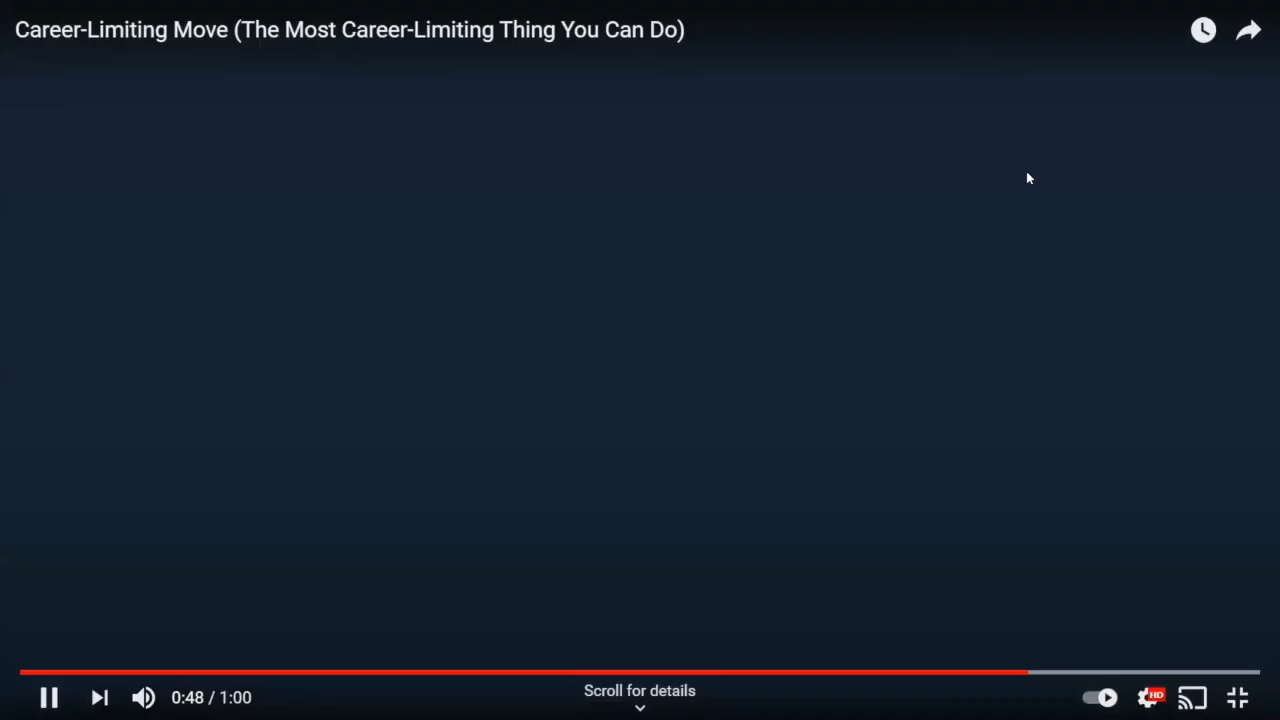 Career-Limiting Move (The Most Career-Limiting Thing You Can Do)
Scroll for details
0:48 / 1:00
HD